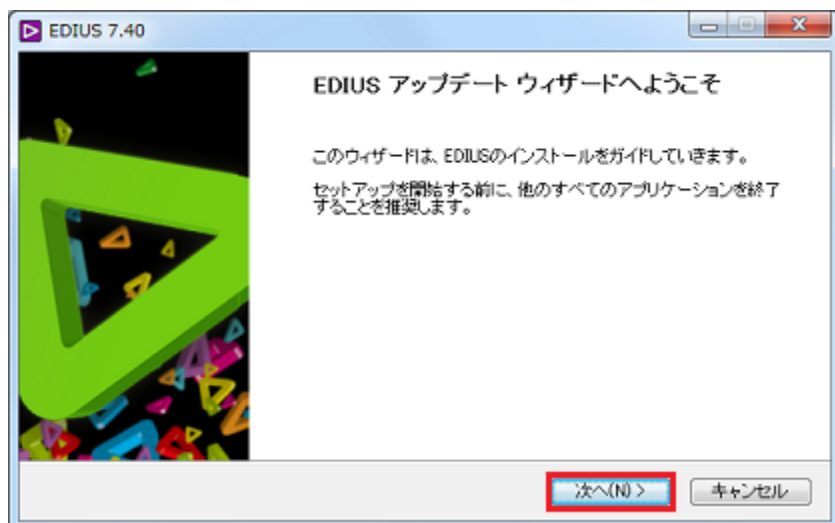 EDIUS 7.40
EDIUS アップデート ウィザードへようこそ
このウィザードは、EDIUSのインストールをガイドしていきます。
セットアップを開始する前に、他のすべてのアプリケーションを終了
することを推奨します。
次へ(N) >
キャンセル